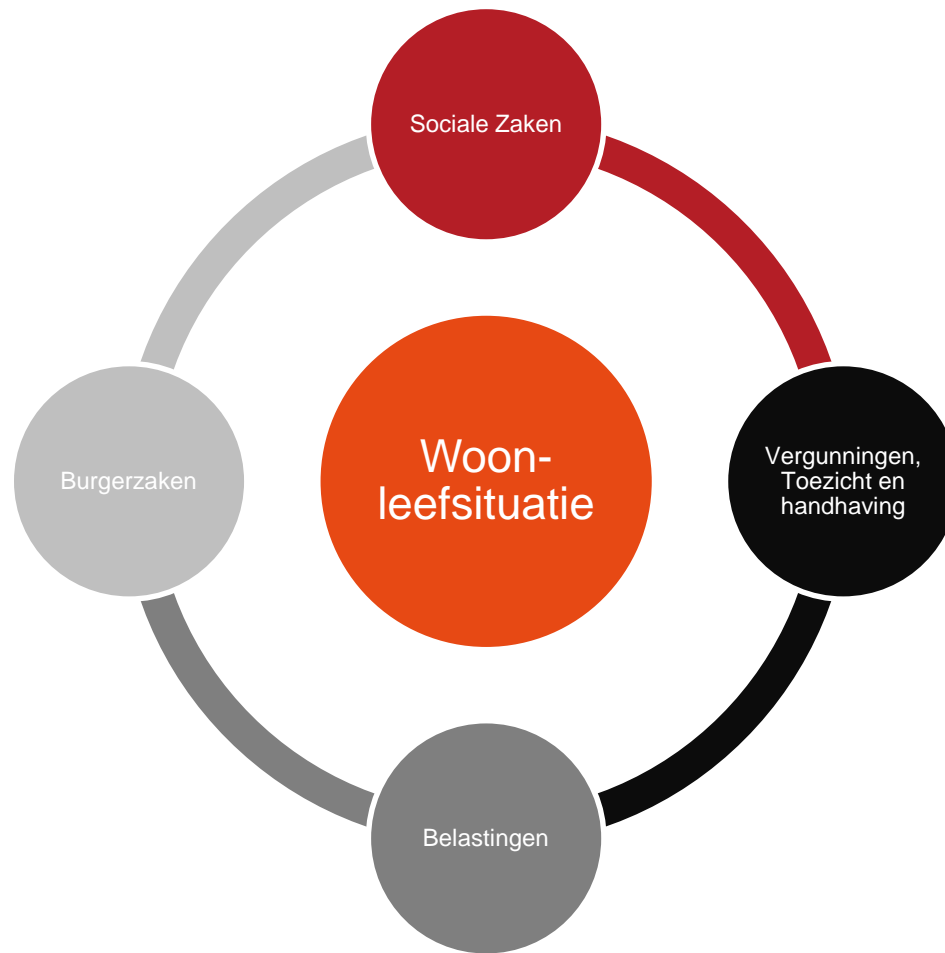 Sociale Zaken
Burgerzaken
Woon-
leefsituatie
Vergunningen,
Toezicht en
handhaving
Belastingen